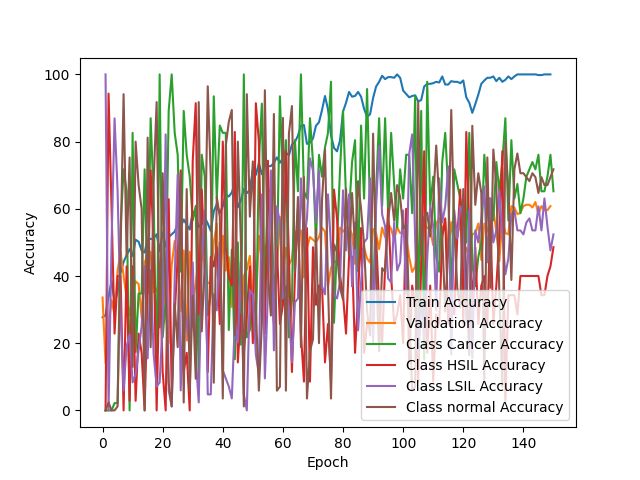 100
80
60
40
20
0
Accuracy
Train Accuracy
Validation Accuracy
Class Cancer Accuracy
Class HSIL Accuracy
Class LSIL Accuracy
Class normal Accuracy
0 20 40 60 80 100 120 140
Epoch